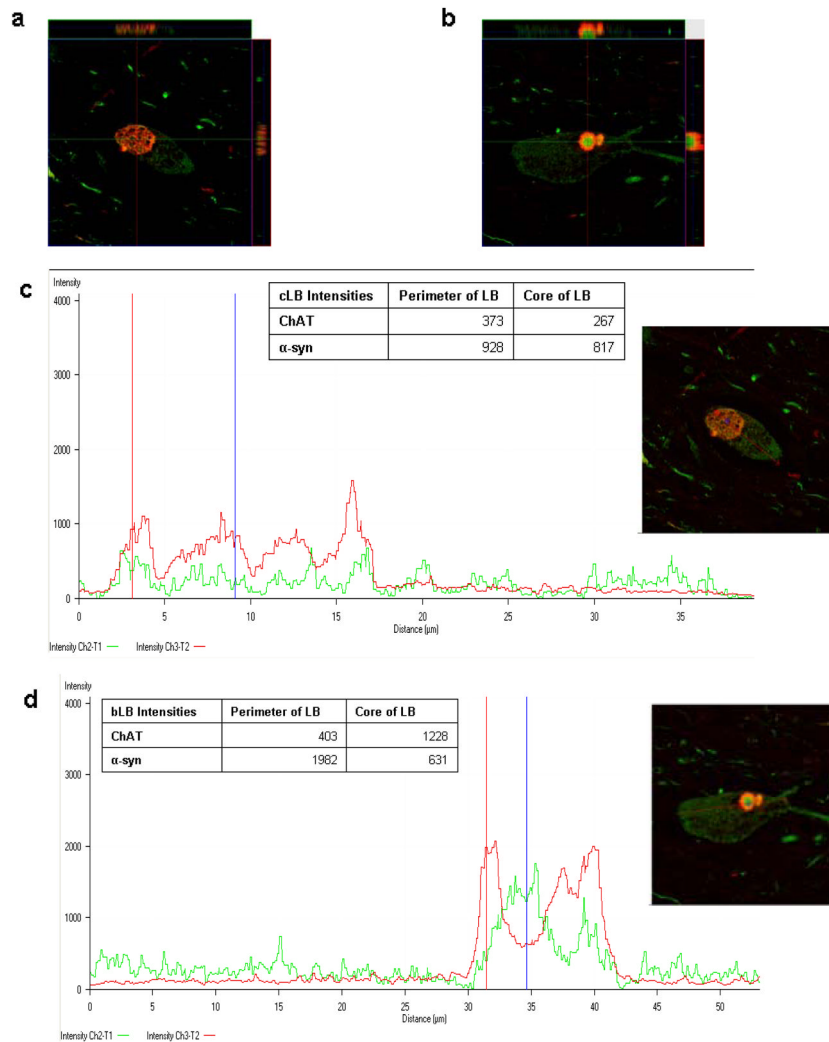 a
b
c
Intensity
4000
3000
2000
1000
0
cLB Intensities Perimeter of LB Core of LB
ChAT 373 267
α-syn 928 817
0 5 10 15 20 25 30 35
Distance (µm)
Intensity Ch2-T1 Intensity Ch3-T2
d
Intensity
4000
3000
2000
1000
0
bLB Intensities Perimeter of LB Core of LB
ChAT 403 1228
α-syn 1982 631
0 5 10 15 20 25 30 35 40 45 50
Distance (µm)
Intensity Ch2-T1 Intensity Ch3-T2